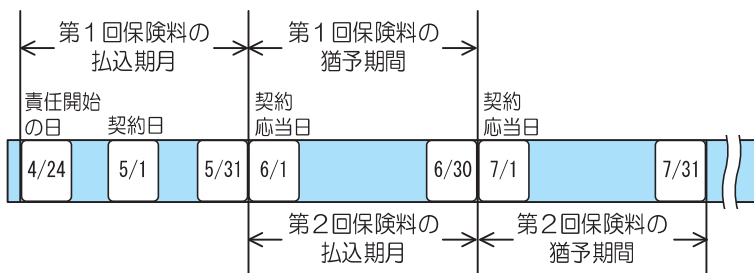 第1回保険料の
払込期月
第1回保険料の
猶予期間
責任開始
の日
契約日
契約
応当日
契約
応当日
4/24
5/1
5/31
6/1
6/30
7/1
7/31
第2回保険料の
払込期月
第2回保険料の
猶予期間